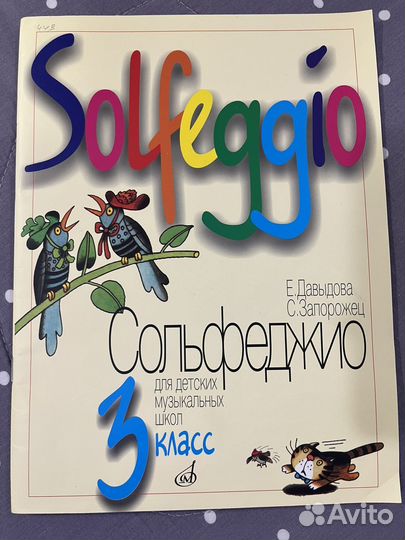 Solfeggio
Е. Давыдова
С. Запорожец
Сольфеджио
для детских
музыкальных
школ
3 класс
Avito